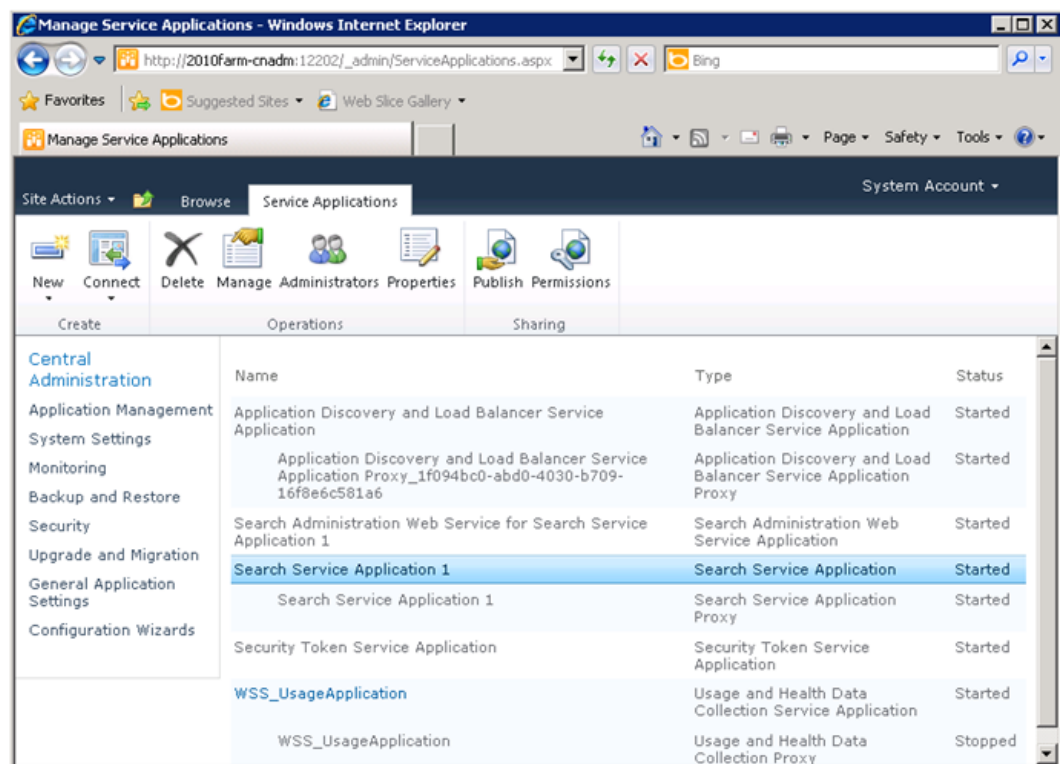 Manage Service Applications - Windows Internet Explorer
http://2010farm-cnadm:12202/_admin/ServiceApplications.aspx
Bing
Favorites
Suggested Sites
Web Slice Gallery
Manage Service Applications
Page
Safety
Tools
System Account
Site Actions
Browse
Service Applications
New
Connect
Delete
Manage
Administrators
Properties
Publish
Permissions
Create
Operations
Sharing
Central
Administration
Application Management
System Settings
Monitoring
Backup and Restore
Security
Upgrade and Migration
General Application
Settings
Configuration Wizards
Name
Type
Status
Application Discovery and Load Balancer Service
Application
Application Discovery and Load
Balancer Service Application
Started
Application Discovery and Load Balancer Service
Application Proxy_1f094bc0-abd0-4030-b709-
16f8e6c581a6
Application Discovery and Load
Balancer Service Application
Proxy
Started
Search Administration Web Service for Search Service
Application 1
Search Administration Web
Service Application
Started
Search Service Application 1
Search Service Application
Started
Search Service Application 1
Search Service Application
Proxy
Started
Security Token Service Application
Security Token Service
Application
Started
WSS_UsageApplication
Usage and Health Data
Collection Service Application
Started
WSS_UsageApplication
Usage and Health Data
Collection Proxy
Stopped